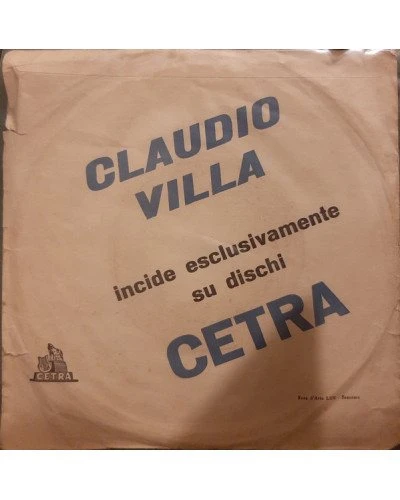 CLAUDIO
VILLA
incide esclusivamente
su dischi
CETRA
CETRA